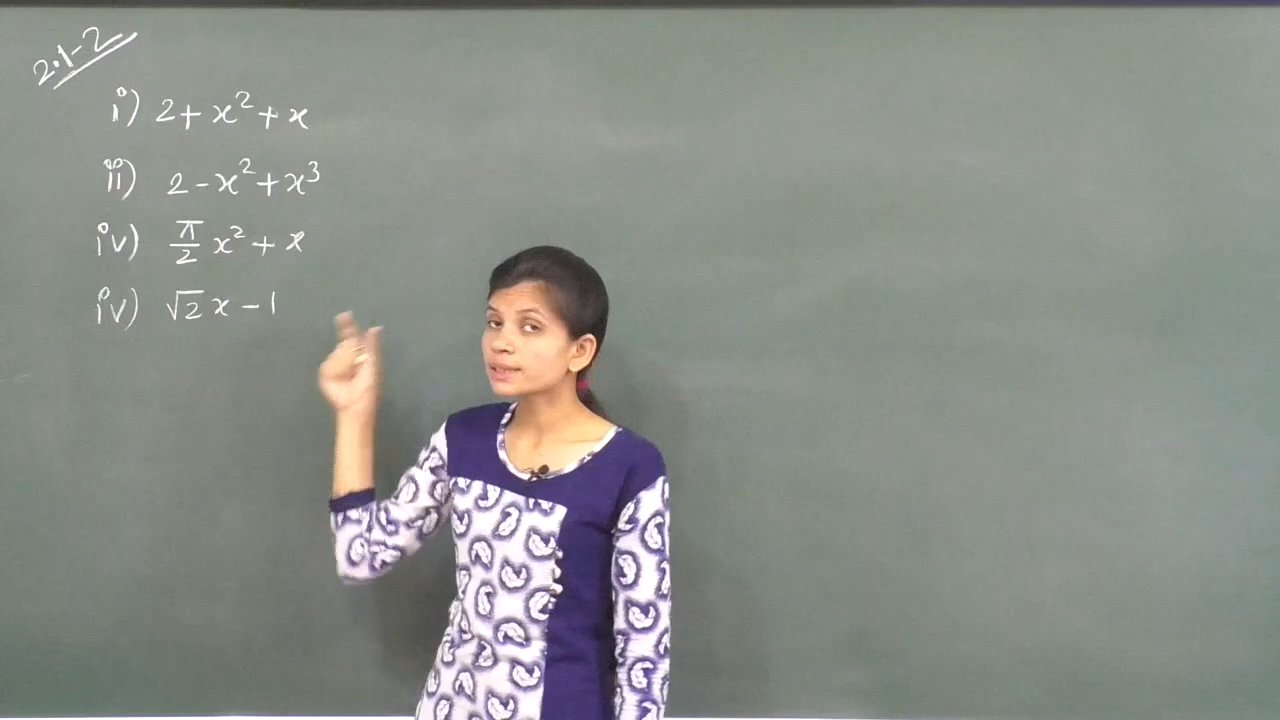 2.1-2
i) 2 + x² + x
ii) 2 - x² + x³
iv) π/2 x² + x
iv) √2 x - 1